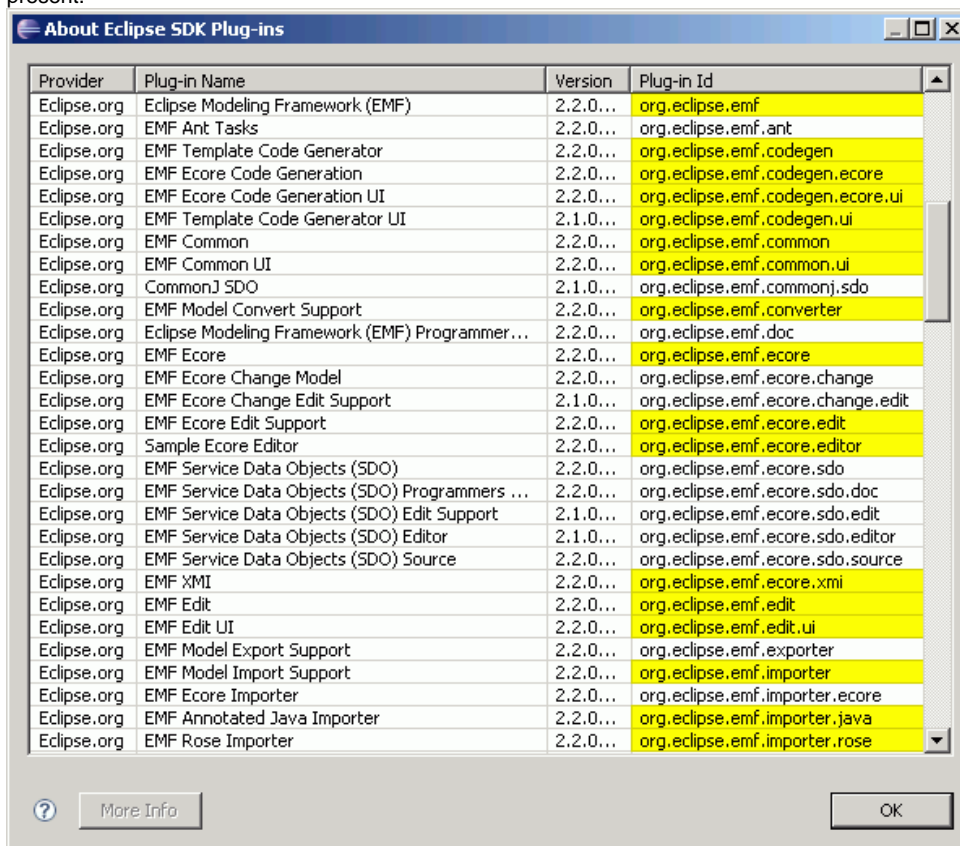 present.
About Eclipse SDK Plug-ins
Provider Plug-in Name Version Plug-in Id
Eclipse.org Eclipse Modeling Framework (EMF) 2.2.0... org.eclipse.emf
Eclipse.org EMF Ant Tasks 2.2.0... org.eclipse.emf.ant
Eclipse.org EMF Template Code Generator 2.2.0... org.eclipse.emf.codegen
Eclipse.org EMF Ecore Code Generation 2.2.0... org.eclipse.emf.codegen.ecore
Eclipse.org EMF Ecore Code Generation UI 2.2.0... org.eclipse.emf.codegen.ecore.ui
Eclipse.org EMF Template Code Generator UI 2.1.0... org.eclipse.emf.codegen.ui
Eclipse.org EMF Common 2.2.0... org.eclipse.emf.common
Eclipse.org EMF Common UI 2.2.0... org.eclipse.emf.common.ui
Eclipse.org CommonJ SDO 2.1.0... org.eclipse.emf.commonj.sdo
Eclipse.org EMF Model Convert Support 2.2.0... org.eclipse.emf.converter
Eclipse.org Eclipse Modeling Framework (EMF) Programmer... 2.2.0... org.eclipse.emf.doc
Eclipse.org EMF Ecore 2.2.0... org.eclipse.emf.ecore
Eclipse.org EMF Ecore Change Model 2.2.0... org.eclipse.emf.ecore.change
Eclipse.org EMF Ecore Change Edit Support 2.1.0... org.eclipse.emf.ecore.change.edit
Eclipse.org EMF Ecore Edit Support 2.2.0... org.eclipse.emf.ecore.edit
Eclipse.org Sample Ecore Editor 2.2.0... org.eclipse.emf.ecore.editor
Eclipse.org EMF Service Data Objects (SDO) 2.2.0... org.eclipse.emf.ecore.sdo
Eclipse.org EMF Service Data Objects (SDO) Programmers ... 2.2.0... org.eclipse.emf.ecore.sdo.doc
Eclipse.org EMF Service Data Objects (SDO) Edit Support 2.1.0... org.eclipse.emf.ecore.sdo.edit
Eclipse.org EMF Service Data Objects (SDO) Editor 2.1.0... org.eclipse.emf.ecore.sdo.editor
Eclipse.org EMF Service Data Objects (SDO) Source 2.2.0... org.eclipse.emf.ecore.sdo.source
Eclipse.org EMF XMI 2.2.0... org.eclipse.emf.ecore.xmi
Eclipse.org EMF Edit 2.2.0... org.eclipse.emf.edit
Eclipse.org EMF Edit UI 2.2.0... org.eclipse.emf.edit.ui
Eclipse.org EMF Model Export Support 2.2.0... org.eclipse.emf.exporter
Eclipse.org EMF Model Import Support 2.2.0... org.eclipse.emf.importer
Eclipse.org EMF Ecore Importer 2.2.0... org.eclipse.emf.importer.ecore
Eclipse.org EMF Annotated Java Importer 2.2.0... org.eclipse.emf.importer.java
Eclipse.org EMF Rose Importer 2.2.0... org.eclipse.emf.importer.rose
? More Info OK